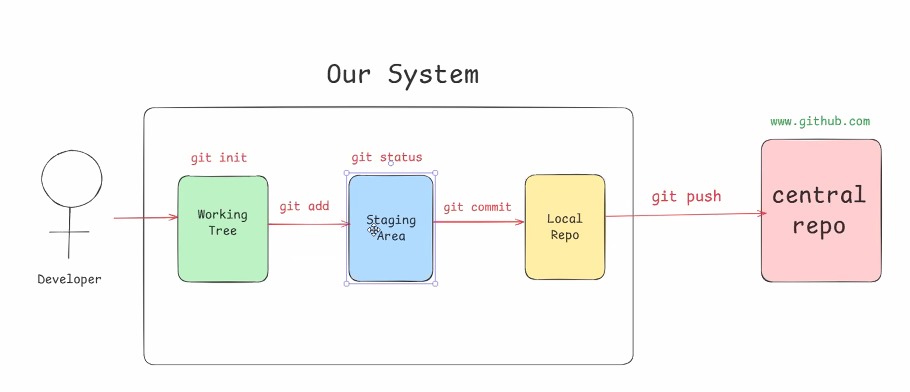 Our System
www.github.com
git init
git status
git add
git commit
git push
Working
Tree
Staging
Area
Local
Repo
central
repo
Developer